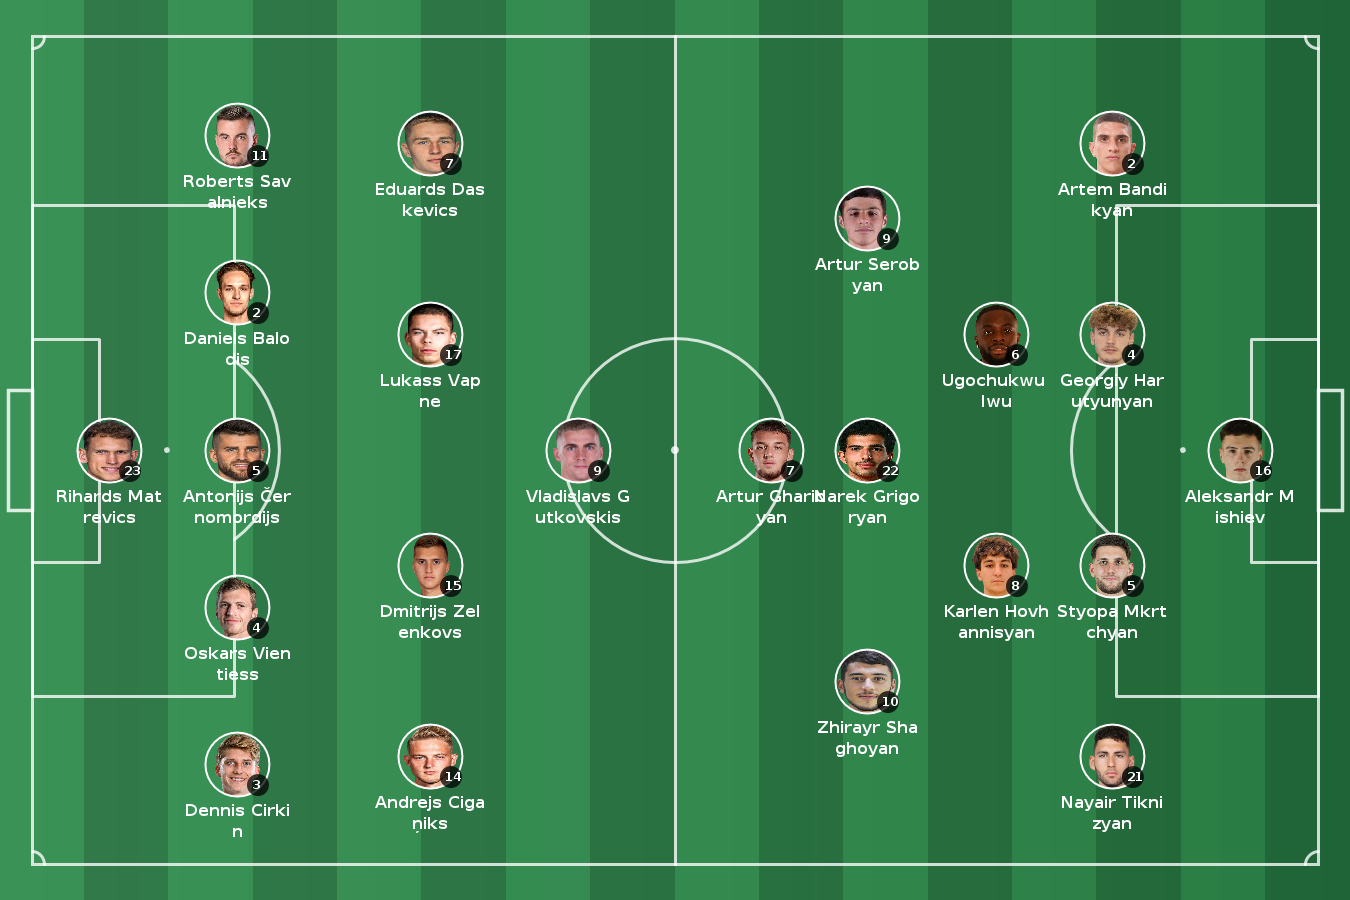 11
Roberts Sav
alnieks
7
Eduards Das
kevics
2
Artem Bandi
kyan
9
Artur Serob
yan
2
Daniels Balo
dis
17
Lukass Vap
ne
6
Ugochukwu
Iwu
4
Georgiy Har
utyunyan
23
Rihards Mat
revics
5
Antonijs Čer
nomordijs
9
Vladislavs G
utkovskis
7
Artur Gharib
yan
22
Narek Grigo
ryan
16
Aleksandr M
ishiev
4
Oskars Vien
tiess
15
Dmitrijs Zel
enkovs
8
Karlen Hovh
annisyan
5
Styopa Mkrt
chyan
10
Zhirayr Sha
ghoyan
3
Dennis Cirki
n
14
Andrejs Ciga
ņiks
21
Nayair Tikni
zyan